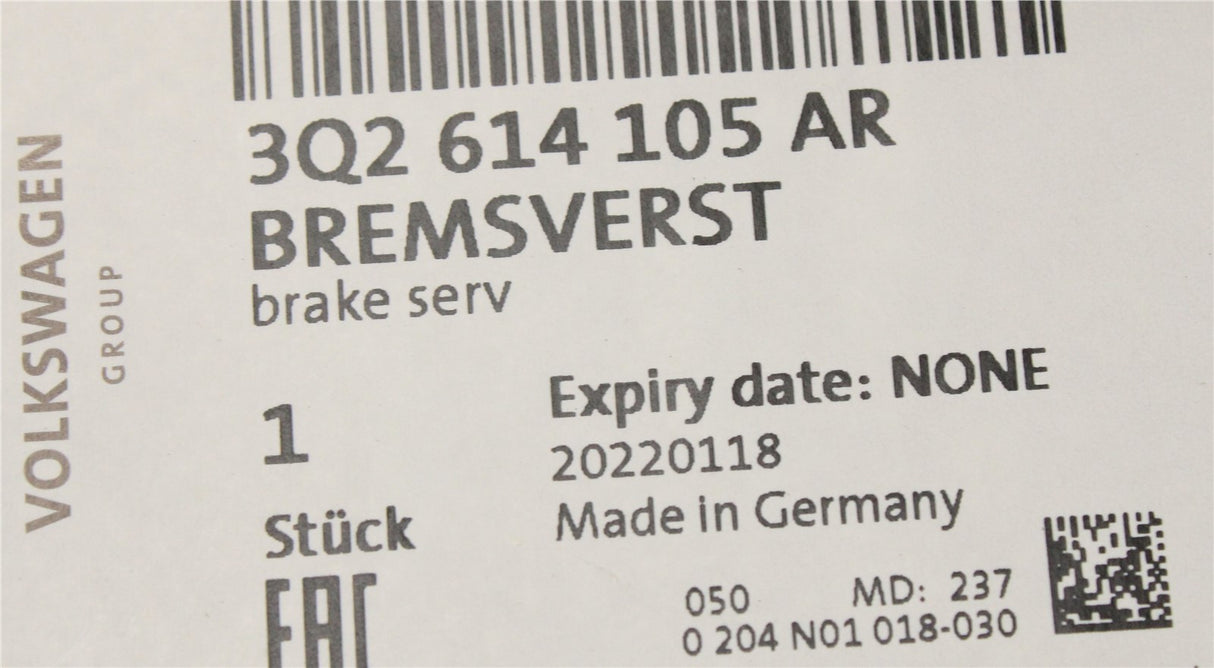 3Q2 614 105 AR
BREMSVERST
brake serv
1
Stück
Expiry date: NONE
20220118
Made in Germany
050 MD: 237
0 204 N01 018-030
EAC
VOLKSWAGEN
GROUP